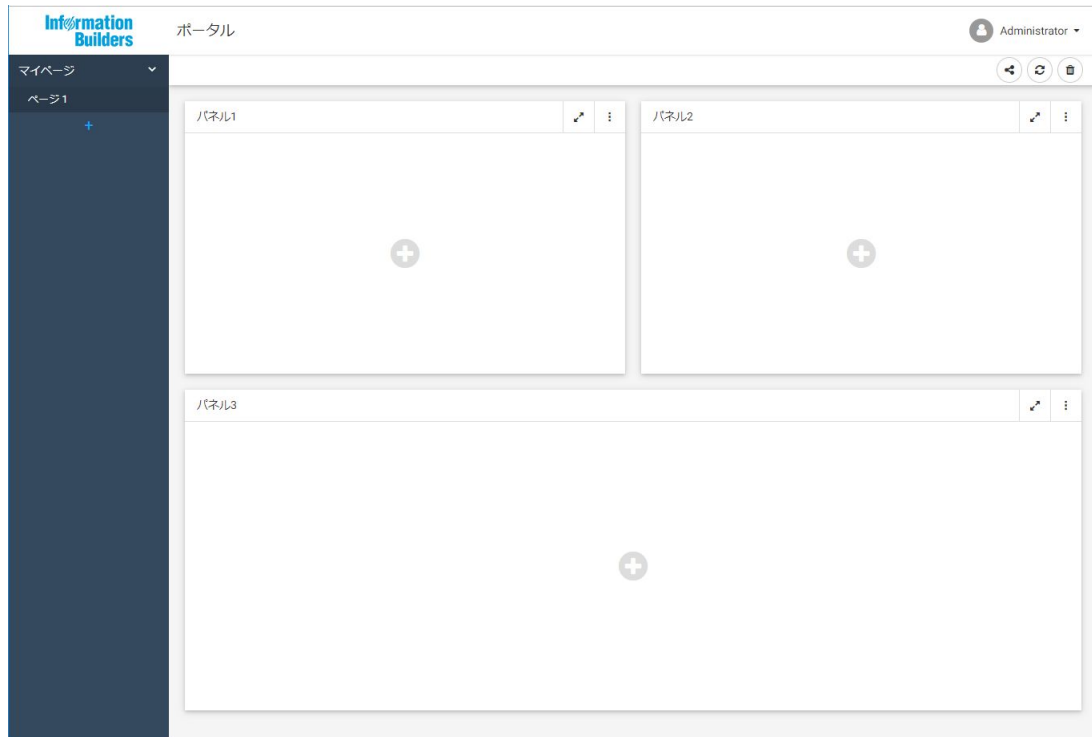 Information
Builders
ポータル
Administrator
マイページ
ページ1
パネル1
パネル2
パネル3